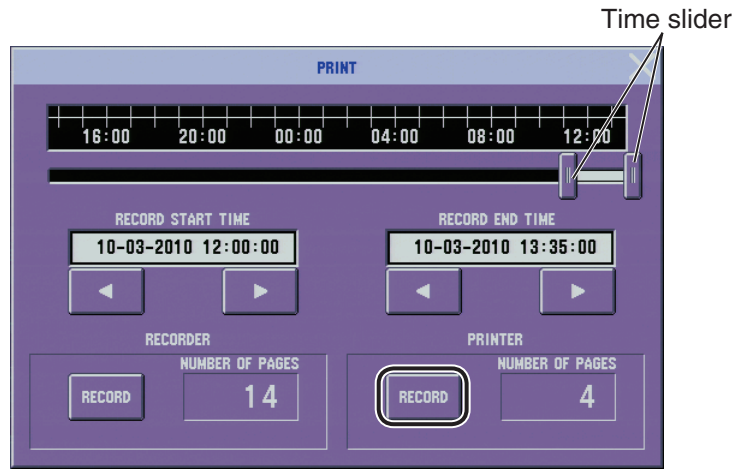 Time slider
PRINT
16:00 20:00 00:00 04:00 08:00 12:00
RECORD START TIME RECORD END TIME
10-03-2010 12:00:00 10-03-2010 13:35:00
RECORDER PRINTER
NUMBER OF PAGES NUMBER OF PAGES
RECORD 14 RECORD 4